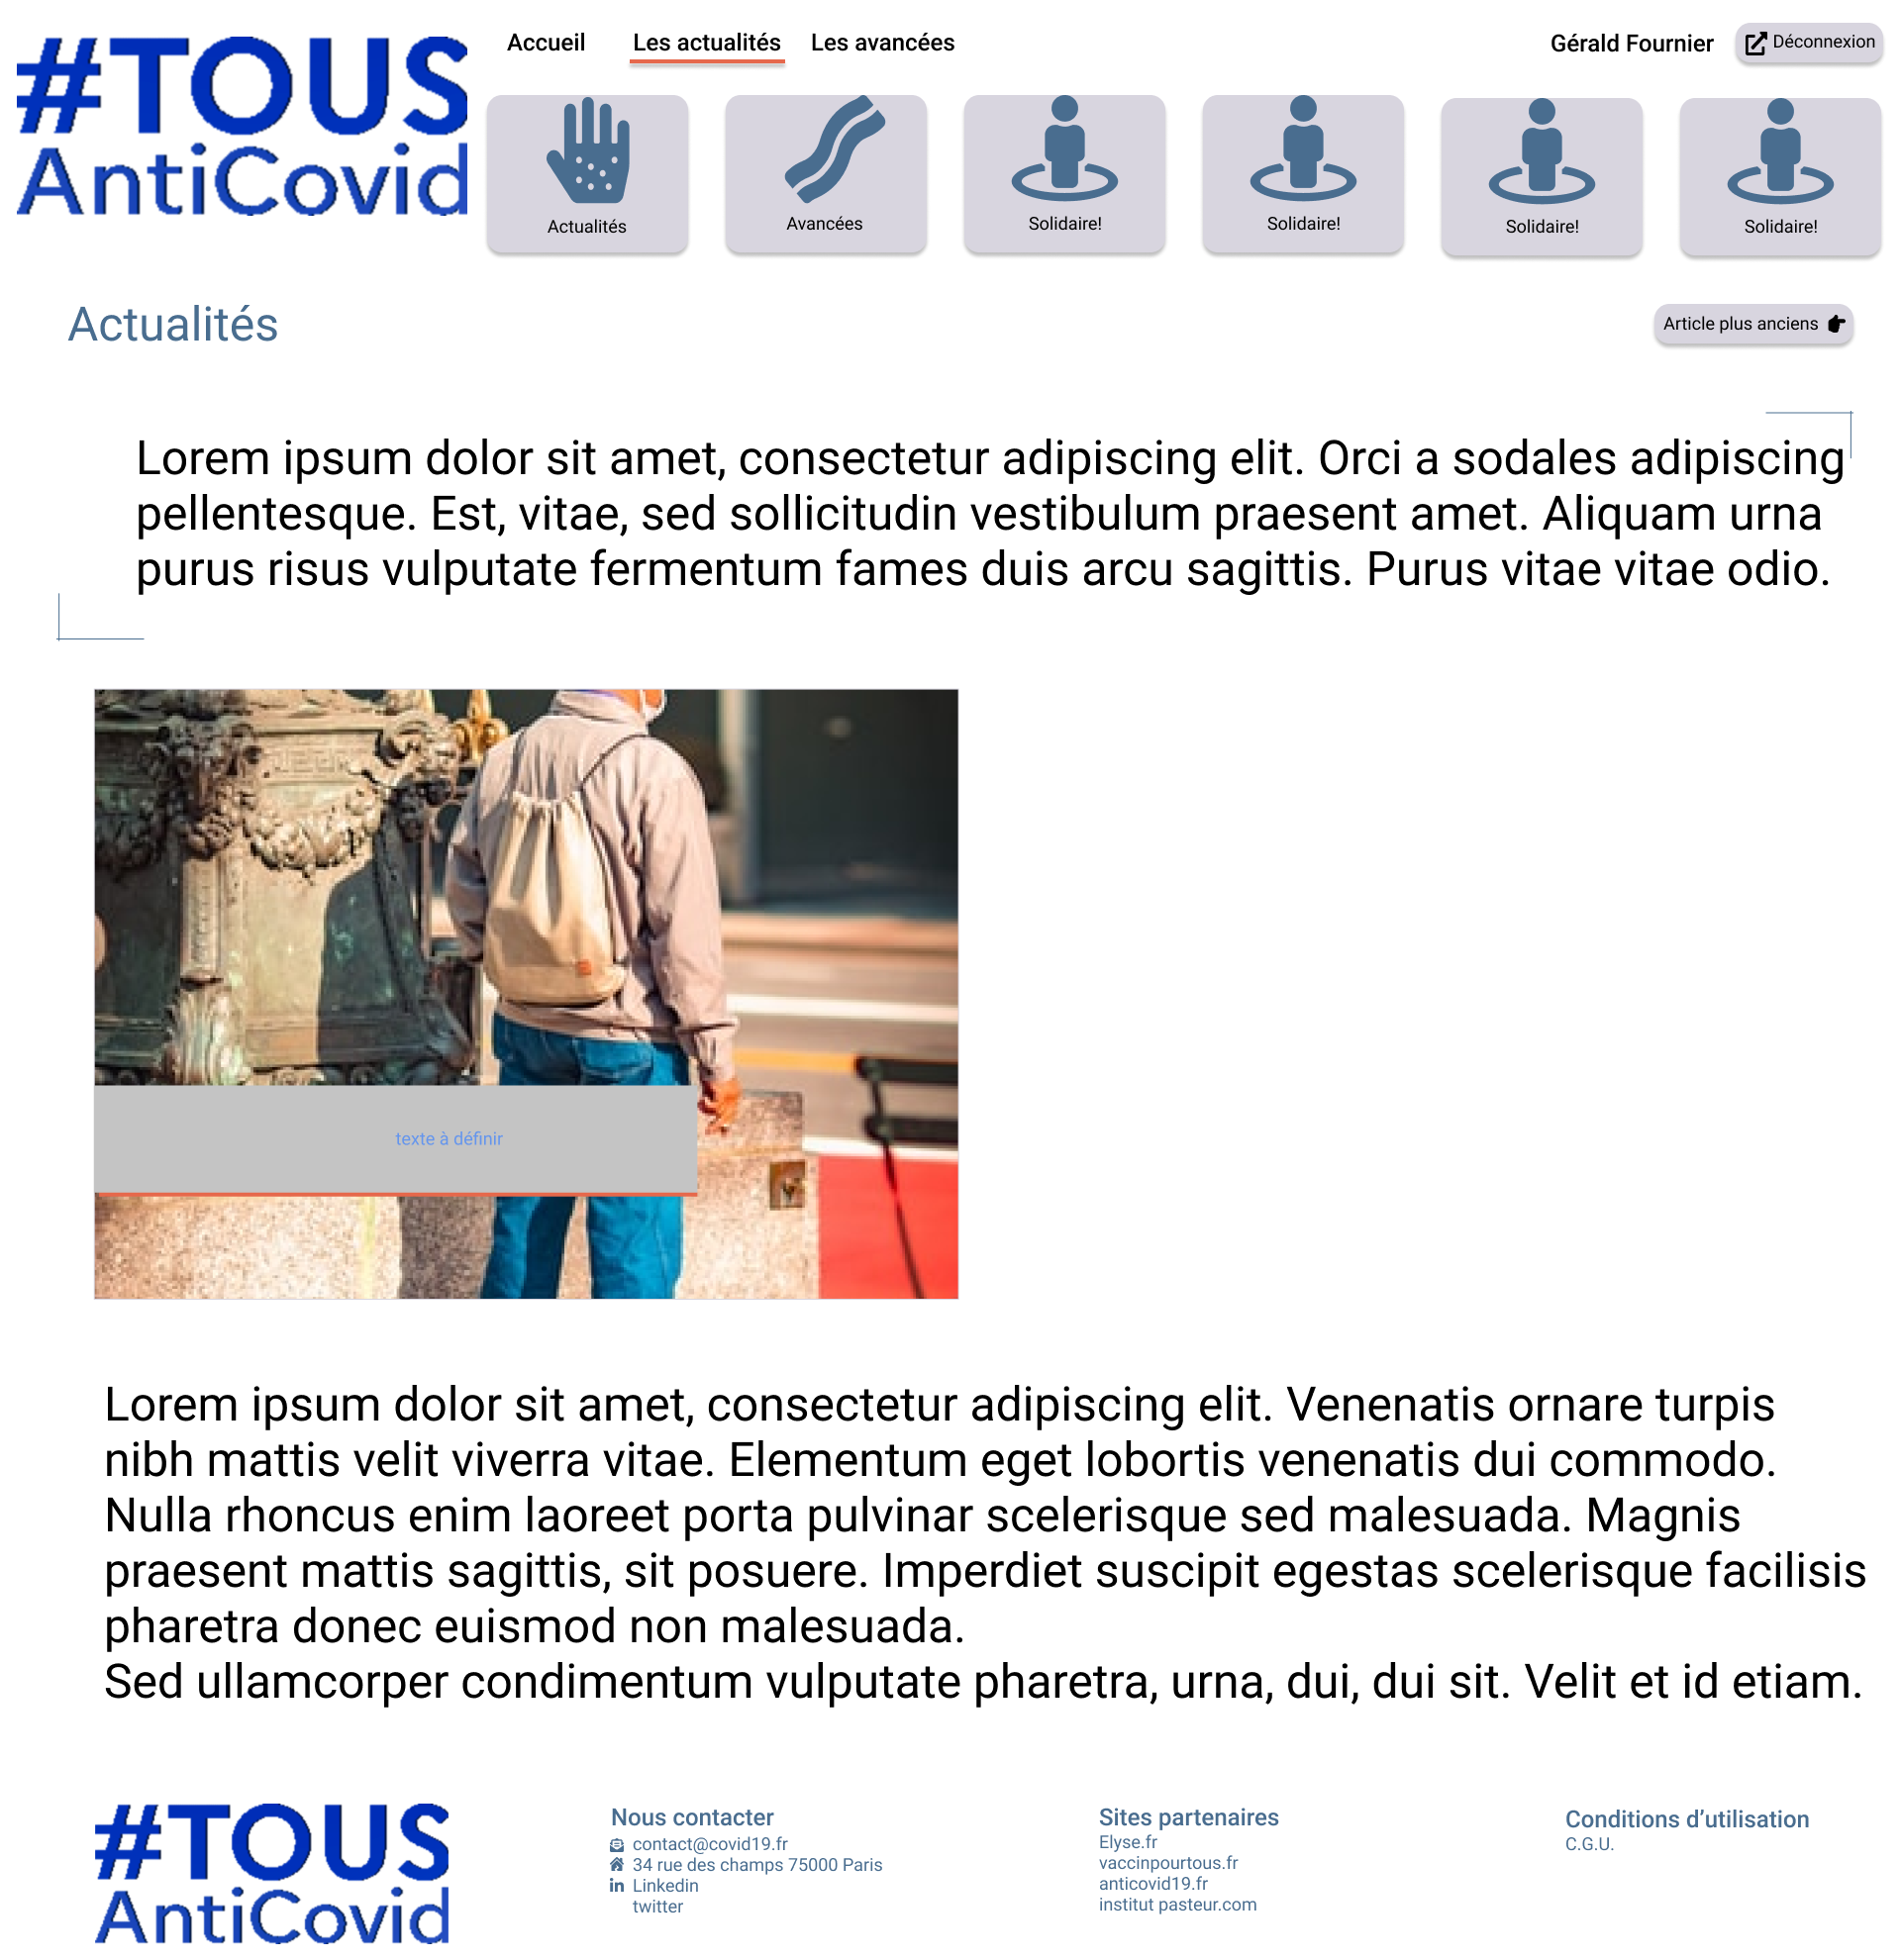 #TOUS
AntiCovid
Accueil
Les actualités
Les avancées
Gérald Fournier
Déconnexion
Actualités
Avancées
Solidaire!
Solidaire!
Solidaire!
Solidaire!
Actualités
Article plus anciens
Lorem ipsum dolor sit amet, consectetur adipiscing elit. Orci a sodales adipiscing
pellentesque. Est, vitae, sed sollicitudin vestibulum praesent amet. Aliquam urna
purus risus vulputate fermentum fames duis arcu sagittis. Purus vitae vitae odio.
texte à définir
Lorem ipsum dolor sit amet, consectetur adipiscing elit. Venenatis ornare turpis
nibh mattis velit viverra vitae. Elementum eget lobortis venenatis dui commodo.
Nulla rhoncus enim laoreet porta pulvinar scelerisque sed malesuada. Magnis
praesent mattis sagittis, sit posuere. Imperdiet suscipit egestas scelerisque facilisis
pharetra donec euismod non malesuada.
Sed ullamcorper condimentum vulputate pharetra, urna, dui, dui sit. Velit et id etiam.
#TOUS
AntiCovid
Nous contacter
contact@covid19.fr
34 rue des champs 75000 Paris
in Linkedin
twitter
Sites partenaires
Elyse.fr
vaccinpourtous.fr
anticovid19.fr
institut pasteur.com
Conditions d’utilisation
C.G.U.